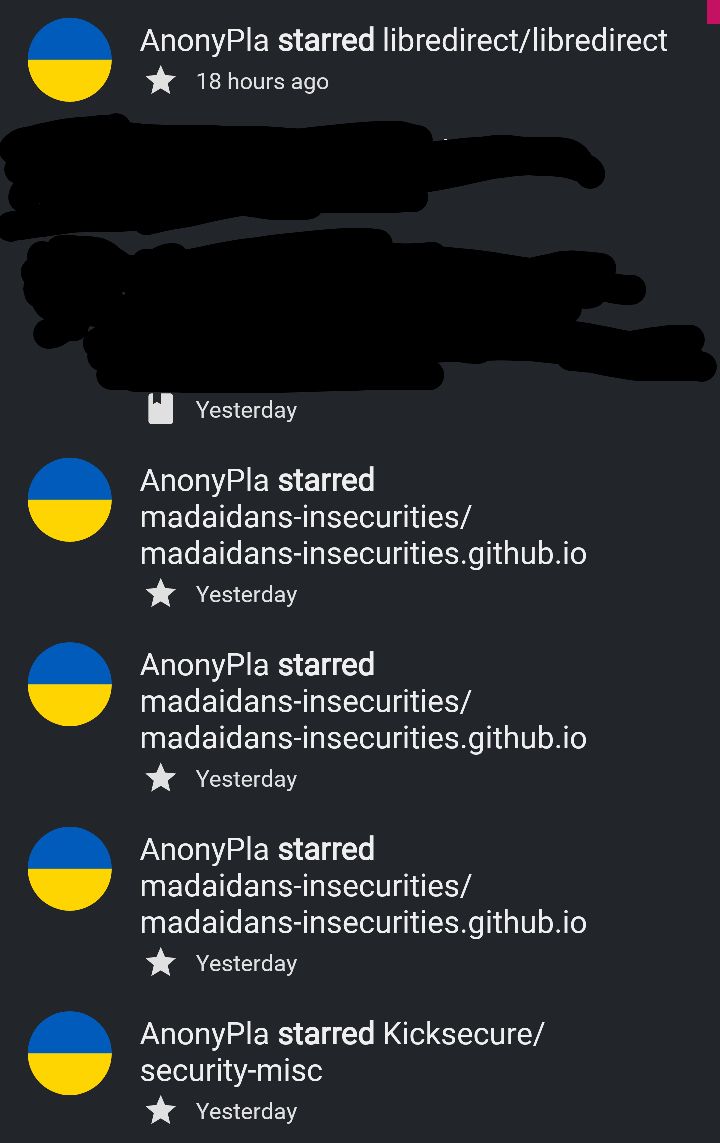 AnonyPla starred libredirect/libredirect
18 hours ago
Yesterday
AnonyPla starred
madaidans-insecurities/
madaidans-insecurities.github.io
Yesterday
AnonyPla starred
madaidans-insecurities/
madaidans-insecurities.github.io
Yesterday
AnonyPla starred
madaidans-insecurities/
madaidans-insecurities.github.io
Yesterday
AnonyPla starred Kicksecure/
security-misc
Yesterday